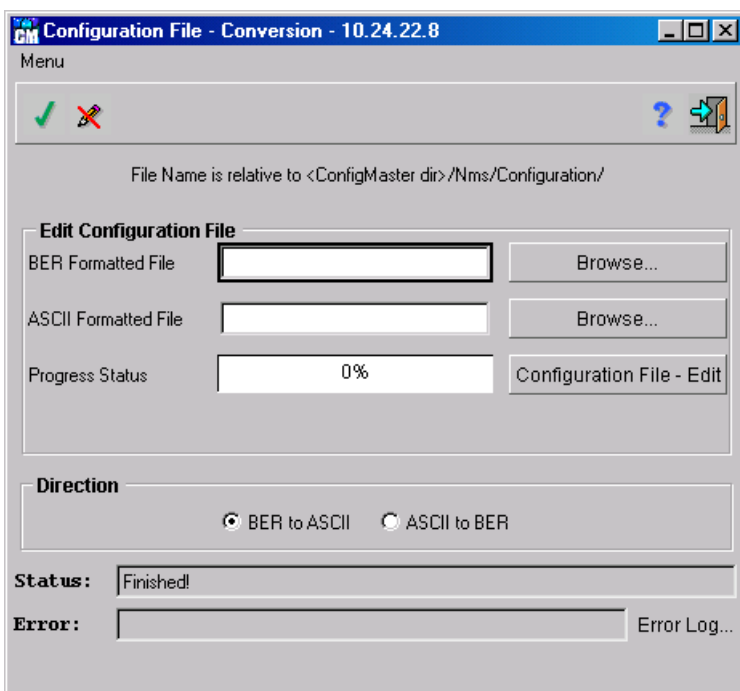 CM Configuration File - Conversion - 10.24.22.8
Menu
?
File Name is relative to <ConfigMaster dir>/Nms/Configuration/
Edit Configuration File
BER Formatted File Browse...
ASCII Formatted File Browse...
Progress Status 0% Configuration File - Edit
Direction
BER to ASCII ASCII to BER
Status: Finished!
Error: Error Log...